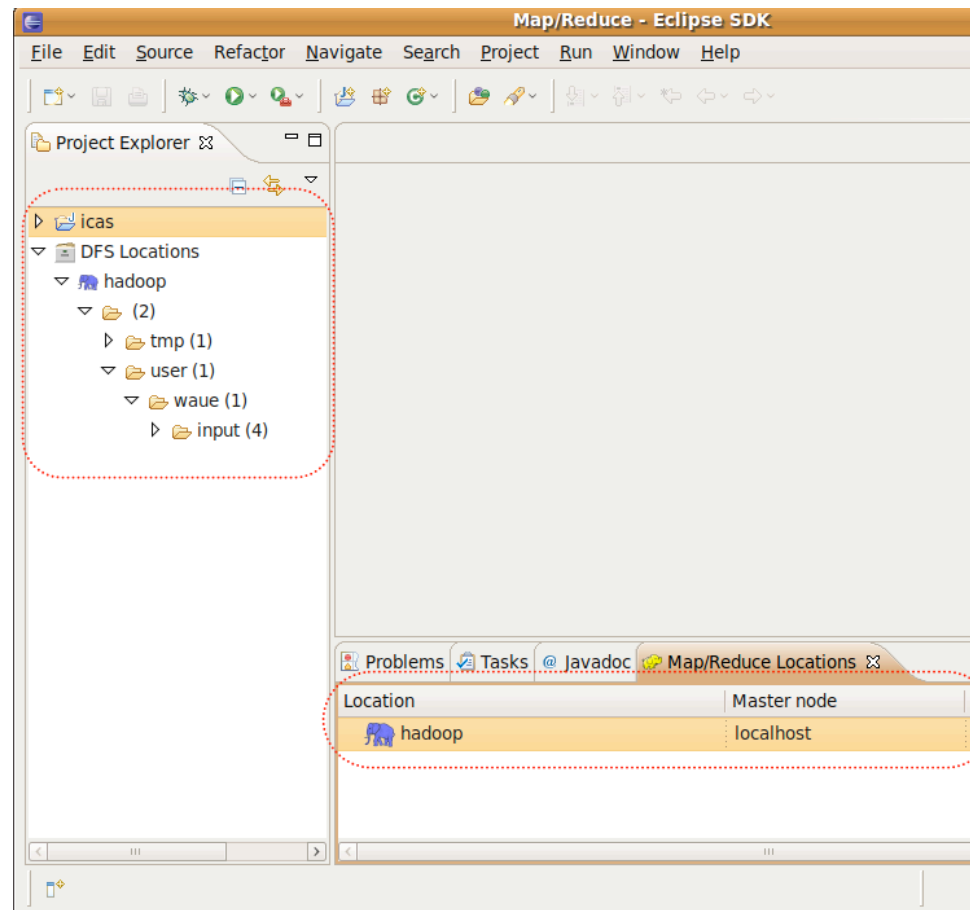 Map/Reduce - Eclipse SDK
File Edit Source Refactor Navigate Search Project Run Window Help
Project Explorer
icas
DFS Locations
hadoop
(2)
tmp (1)
user (1)
waue (1)
input (4)
Problems @ Tasks @ Javadoc Map/Reduce Locations
Location Master node
hadoop localhost